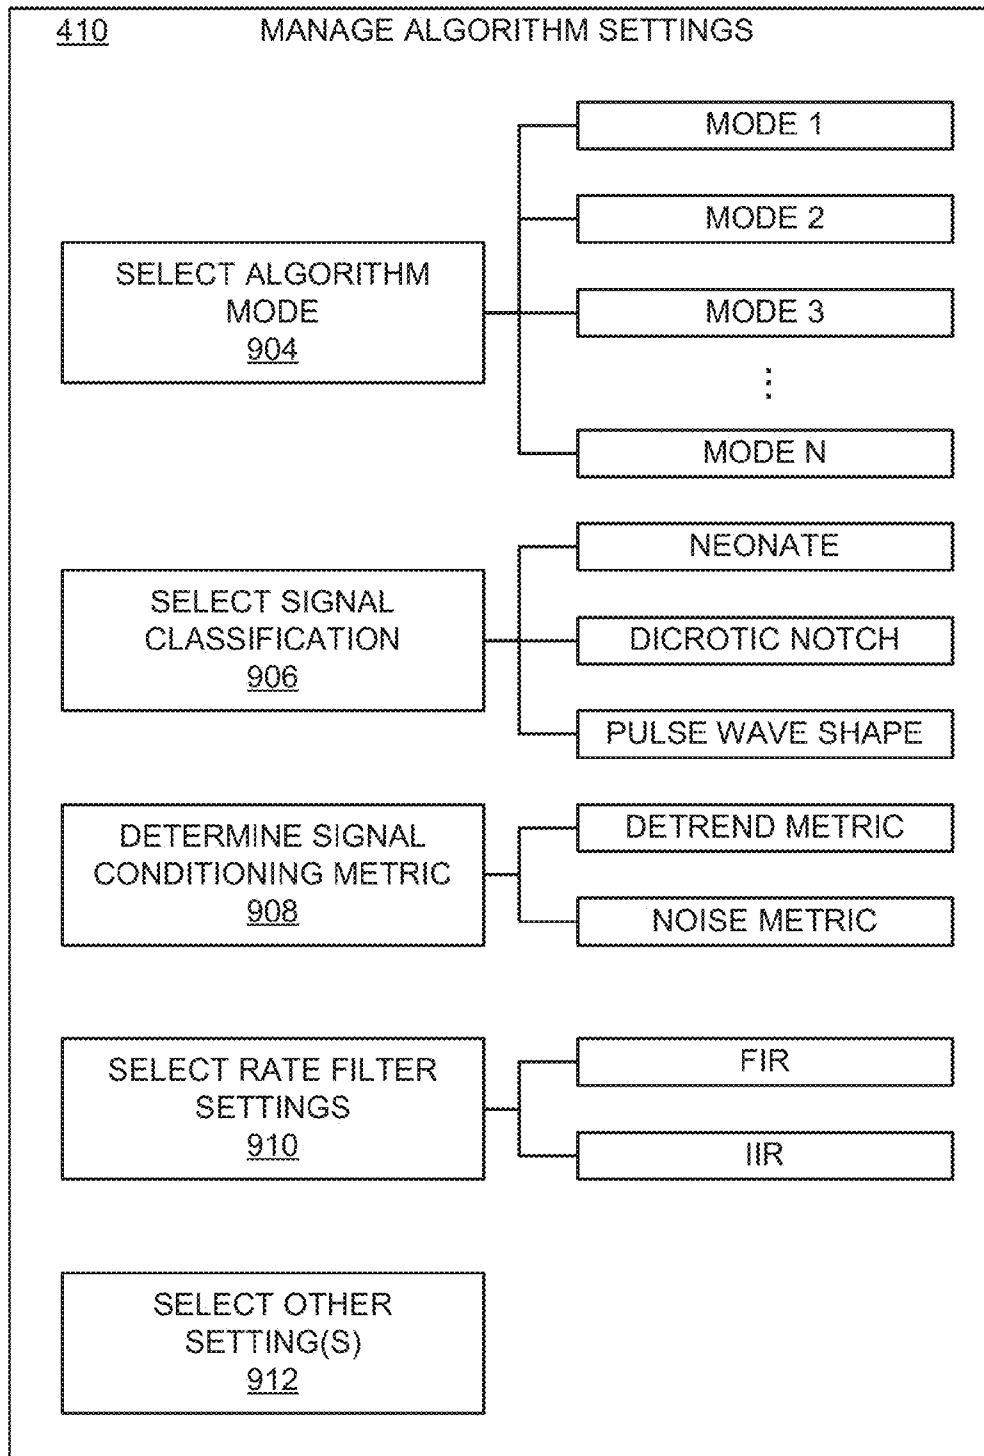 410 MANAGE ALGORITHM SETTINGS
SELECT ALGORITHM
MODE
904
MODE 1
MODE 2
MODE 3
⋮
MODE N
SELECT SIGNAL
CLASSIFICATION
906
NEONATE
DICROTIC NOTCH
PULSE WAVE SHAPE
DETERMINE SIGNAL
CONDITIONING METRIC
908
DETREND METRIC
NOISE METRIC
SELECT RATE FILTER
SETTINGS
910
FIR
IIR
SELECT OTHER
SETTING(S)
912